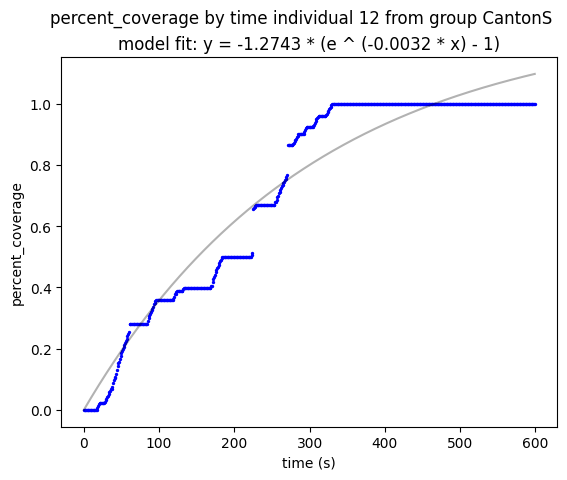 percent_coverage by time individual 12 from group CantonS
model fit: y = -1.2743 * (e ^ (-0.0032 * x) - 1)
1.0
0.8
0.6
0.4
0.2
0.0
percent_coverage
0 100 200 300 400 500 600
time (s)